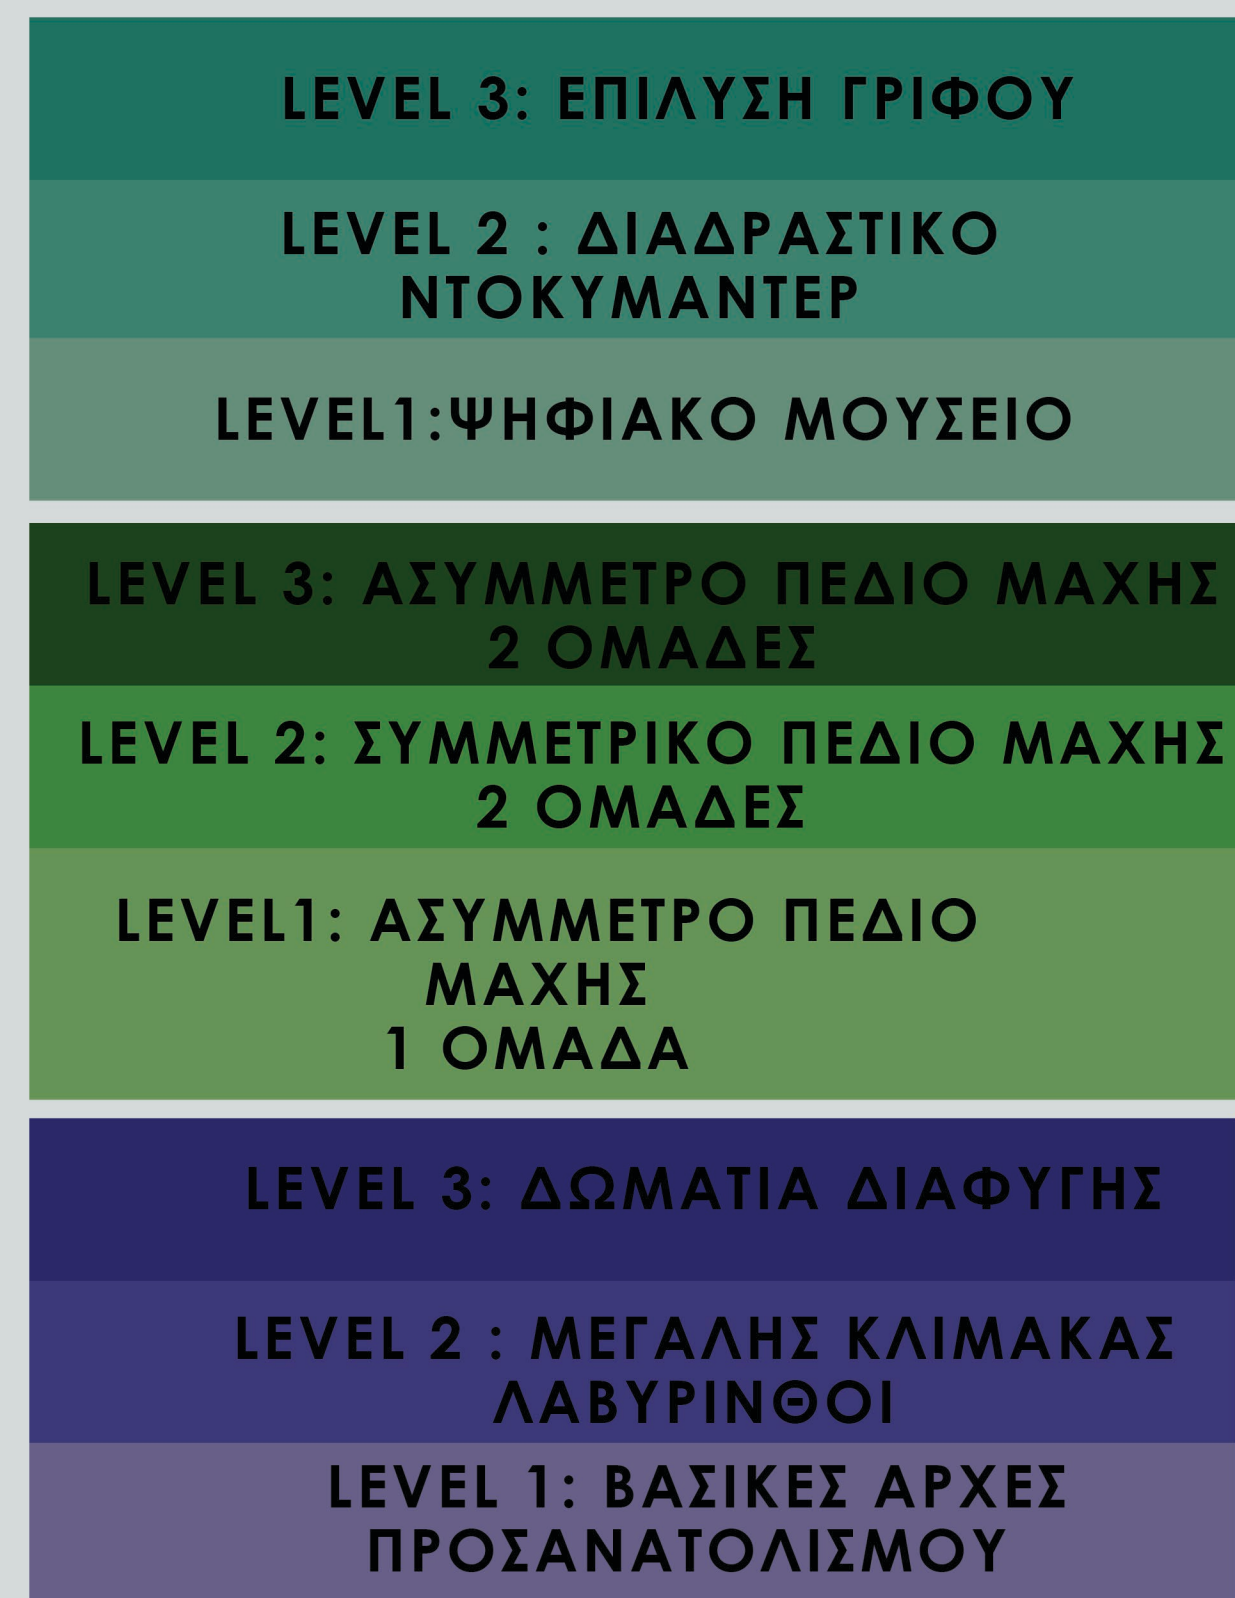 LEVEL 3: ΕΠΙΛΥΣΗ ΓΡΙΦΟΥ
LEVEL 2 : ΔΙΑΔΡΑΣΤΙΚΟ
ΝΤΟΚΥΜΑΝΤΕΡ
LEVEL1:ΨΗΦΙΑΚΟ ΜΟΥΣΕΙΟ
LEVEL 3: ΑΣΥΜΜΕΤΡΟ ΠΕΔΙΟ ΜΑΧΗΣ
2 ΟΜΑΔΕΣ
LEVEL 2: ΣΥΜΜΕΤΡΙΚΟ ΠΕΔΙΟ ΜΑΧΗΣ
2 ΟΜΑΔΕΣ
LEVEL1: ΑΣΥΜΜΕΤΡΟ ΠΕΔΙΟ
ΜΑΧΗΣ
1 ΟΜΑΔΑ
LEVEL 3: ΔΩΜΑΤΙΑ ΔΙΑΦΥΓΗΣ
LEVEL 2 : ΜΕΓΑΛΗΣ ΚΛΙΜΑΚΑΣ
ΛΑΒΥΡΙΝΘΟΙ
LEVEL 1: ΒΑΣΙΚΕΣ ΑΡΧΕΣ
ΠΡΟΣΑΝΑΤΟΛΙΣΜΟΥ